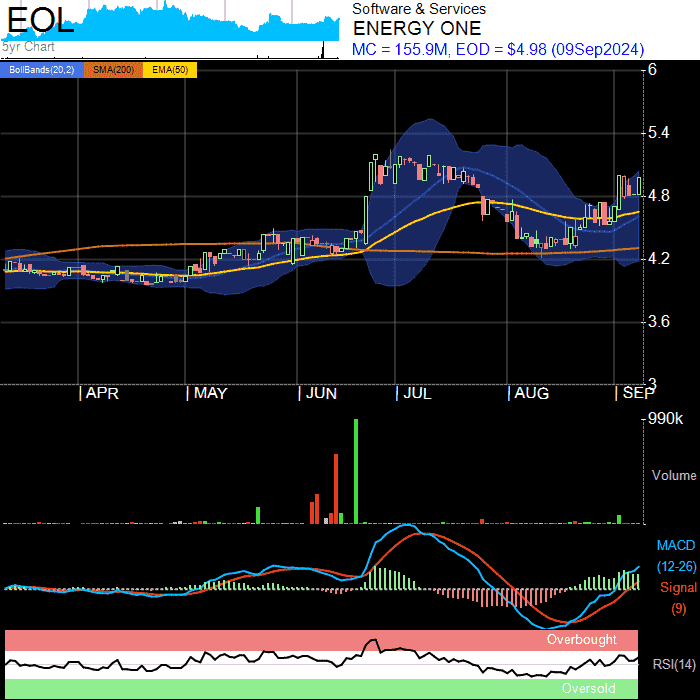 EOL
5yr Chart
Software & Services
ENERGY ONE
MC = 155.9M, EOD = $4.98 (09Sep2024)
BollBands(20,2) SMA(200) EMA(50)
6
5.4
4.8
4.2
3.6
3
APR MAY JUN JUL AUG SEP
990k
Volume
MACD
(12-26)
Signal
(9)
Overbought
RSI(14)
Oversold